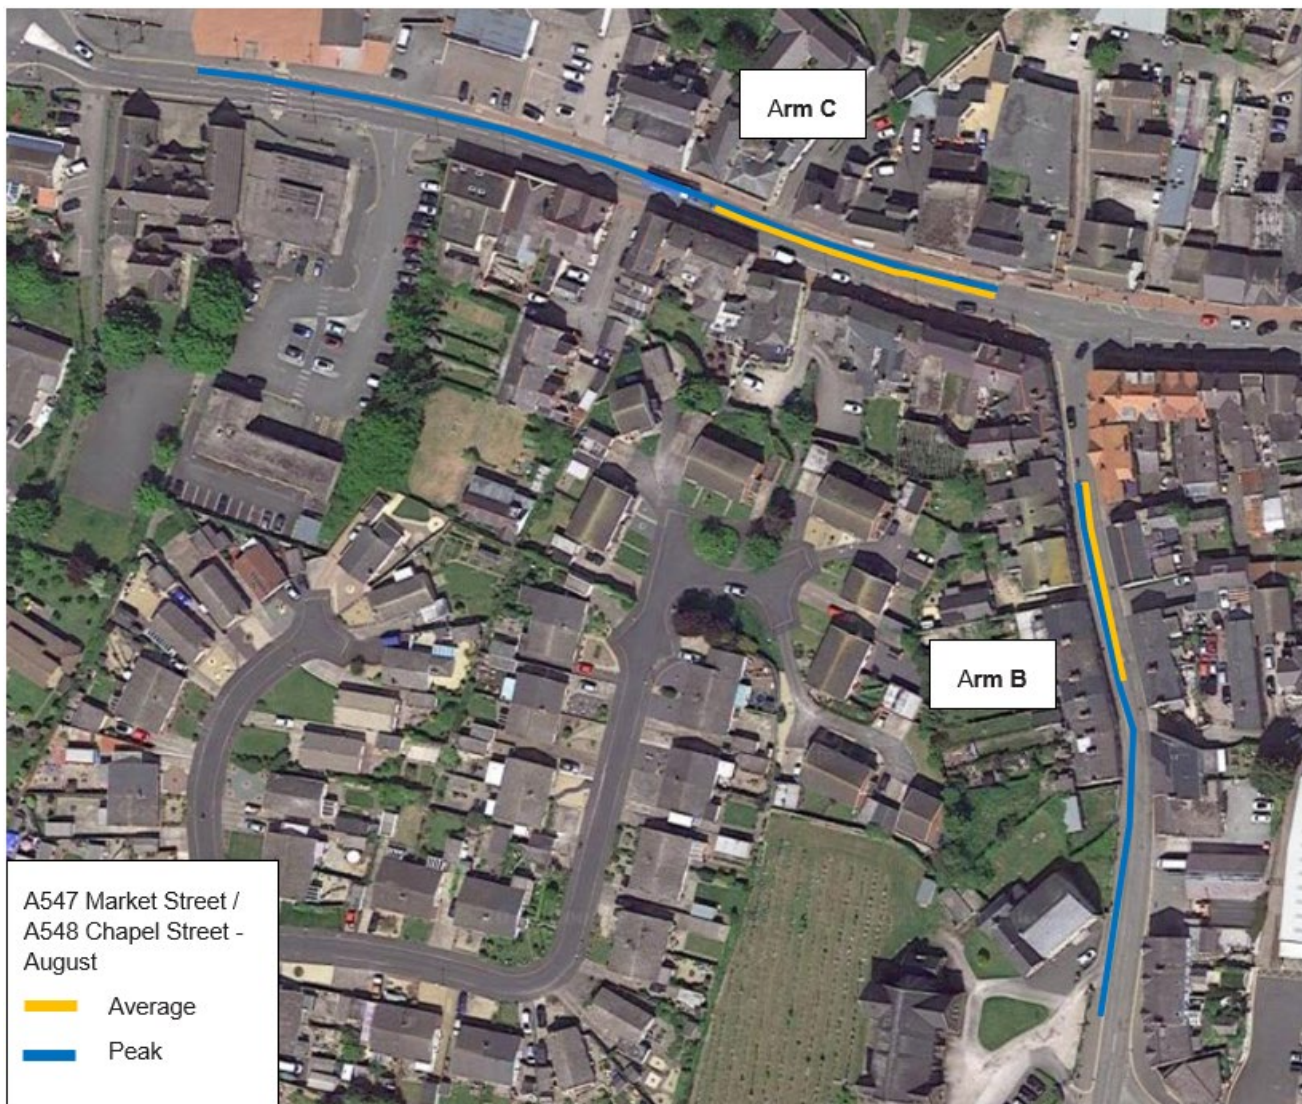 Arm C
Arm B
A547 Market Street /
A548 Chapel Street -
August
Average
Peak